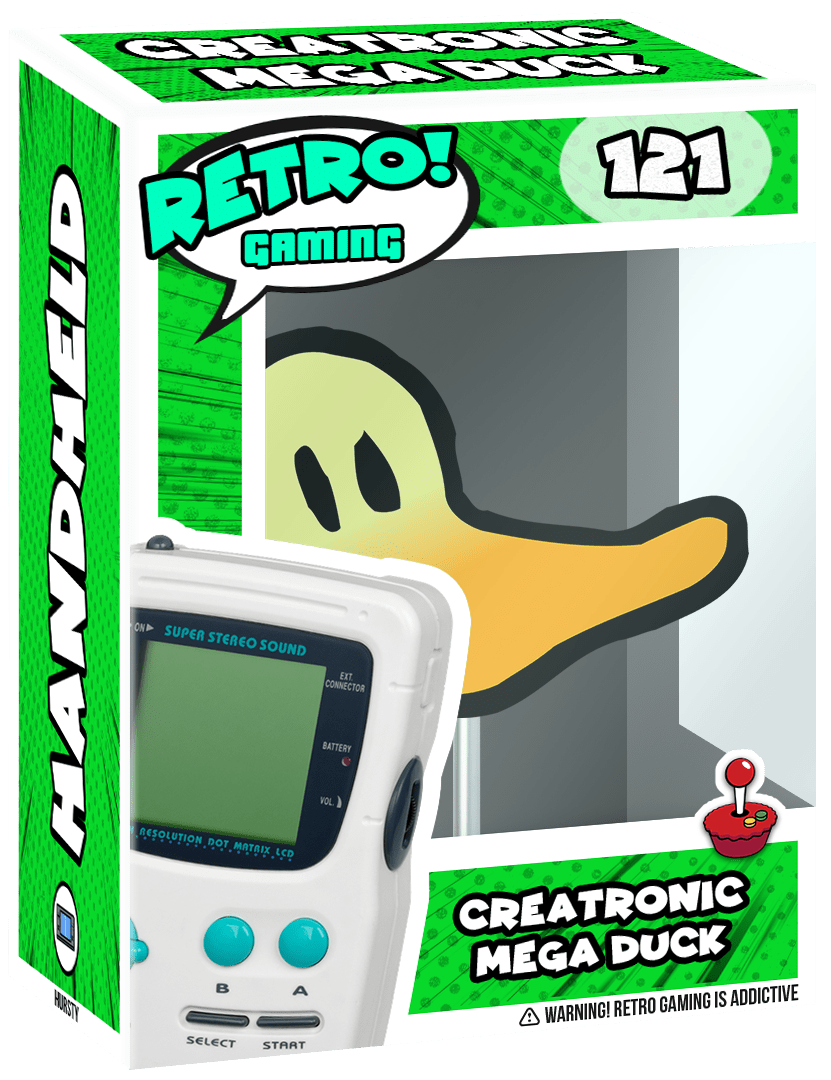 CREATRONIC
MEGA DUCK
RETRO!
GAMING
121
HANDHELD
ON
SUPER STEREO SOUND
EXT.
CONNECTOR
BATTERY
VOL.
RESOLUTION DOT MATRIX LCD
B A
SELECT START
CREATRONIC
MEGA DUCK
HURSTY
WARNING! RETRO GAMING IS ADDICTIVE